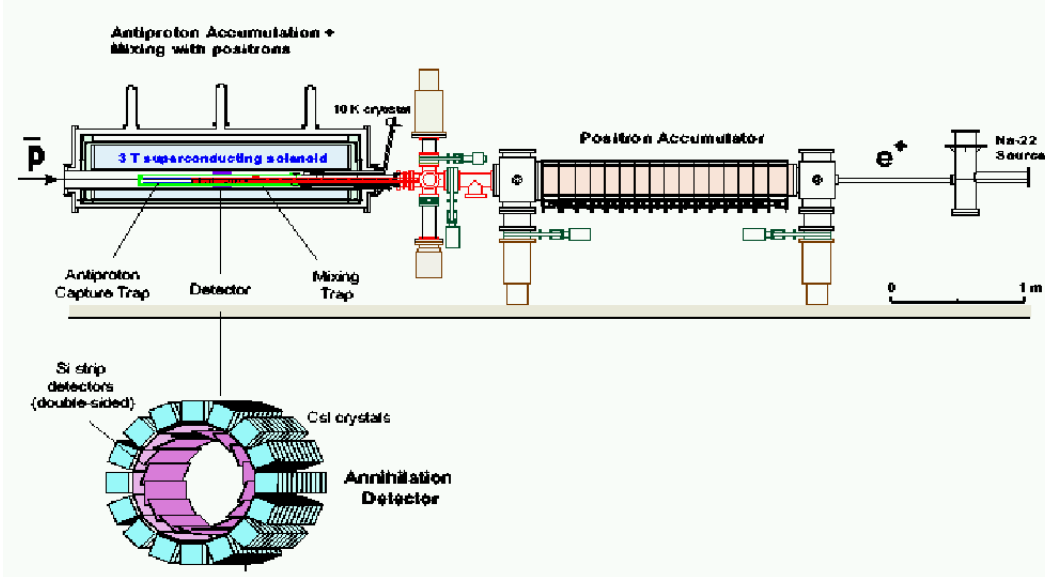 Antiproton Accumulation +
Mixing with positrons
10 K cryostat
Positron Accumulator
p̅
3 T superconducting solenoid
e⁺
Na-22
Source
Antiproton
Capture Trap
Detector
Mixing
Trap
0
1 m
Si strip
detectors
(double-sided)
CsI crystals
Annihilation
Detector